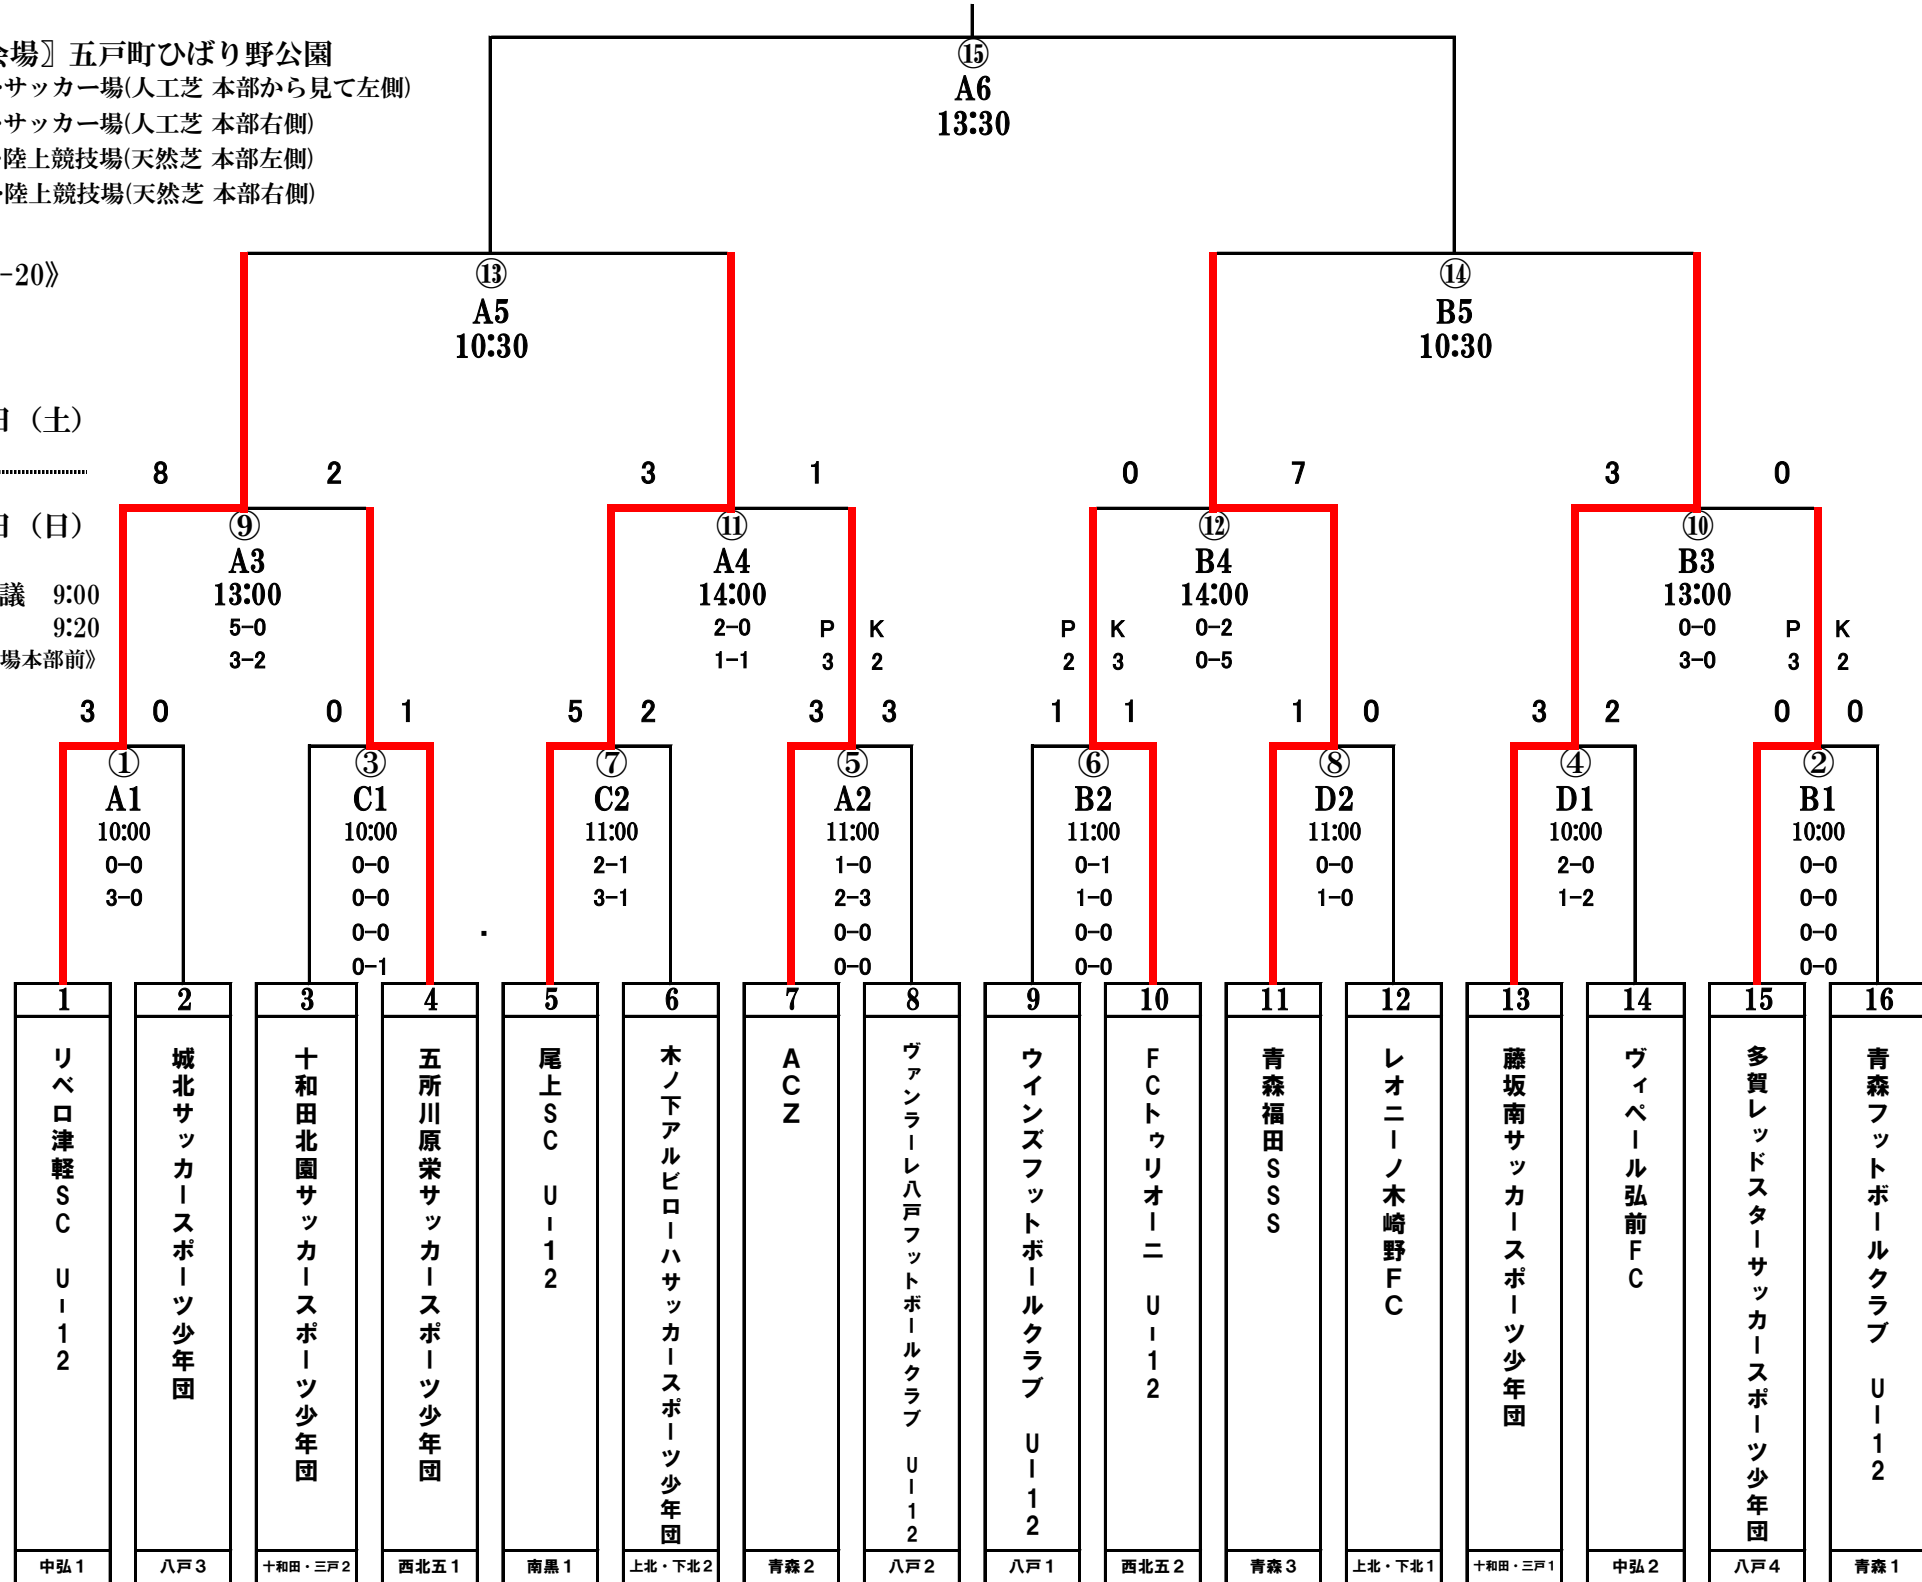 会場〗五戸町ひばり野公園
サッカー場(人工芝 本部から見て左側)
サッカー場(人工芝 本部右側)
陸上競技場(天然芝 本部左側)
陸上競技場(天然芝 本部右側)
-20》
日（土）
日（日）
議 9:00
9:20
場本部前》
⑮
A6
13:30
⑬
A5
10:30
⑭
B5
10:30
8 2 3 1 0 7 3 0
⑨
A3
13:00
5-0
3-2
⑪
A4
14:00
2-0
1-1
P K
3 2
⑫
B4
14:00
0-2
0-5
P K
2 3
⑩
B3
13:00
0-0
3-0
P K
3 2
3 0 0 1 5 2 3 3 1 1 1 0 3 2 0 0
①
A1
10:00
0-0
3-0
③
C1
10:00
0-0
0-0
0-0
0-1
.
⑦
C2
11:00
2-1
3-1
⑤
A2
11:00
1-0
2-3
0-0
0-0
⑥
B2
11:00
0-1
1-0
0-0
0-0
⑧
D2
11:00
0-0
1-0
④
D1
10:00
2-0
1-2
②
B1
10:00
0-0
0-0
0-0
0-0
1
リベロ津軽SC U-12
中弘1
2
城北サッカースポーツ少年団
八戸3
3
十和田北園サッカースポーツ少年団
十和田・三戸2
4
五所川原栄サッカースポーツ少年団
西北五1
5
尾上SC U-12
南黒1
6
木ノ下アルビローハサッカースポーツ少年団
上北・下北2
7
ACZ
青森2
8
ヴァンラーレ八戸フットボールクラブ U-12
八戸2
9
ウインズフットボールクラブ U-12
八戸1
10
FCトゥリオーニ U-12
西北五2
11
青森福田SSS
青森3
12
レオニーノ木崎野FC
上北・下北1
13
藤坂南サッカースポーツ少年団
十和田・三戸1
14
ヴィペール弘前FC
中弘2
15
多賀レッドスターサッカースポーツ少年団
八戸4
16
青森フットボールクラブ U-12
青森1